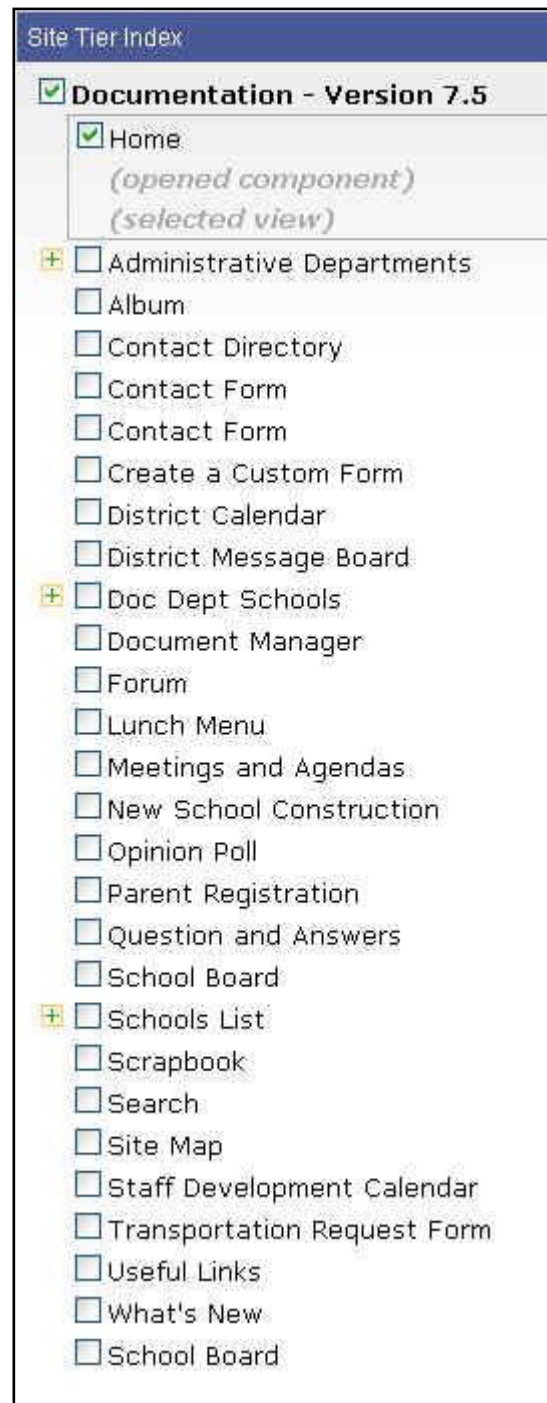 Site Tier Index
Documentation - Version 7.5
Home
(opened component)
(selected view)
Administrative Departments
Album
Contact Directory
Contact Form
Contact Form
Create a Custom Form
District Calendar
District Message Board
Doc Dept Schools
Document Manager
Forum
Lunch Menu
Meetings and Agendas
New School Construction
Opinion Poll
Parent Registration
Question and Answers
School Board
Schools List
Scrapbook
Search
Site Map
Staff Development Calendar
Transportation Request Form
Useful Links
What's New
School Board